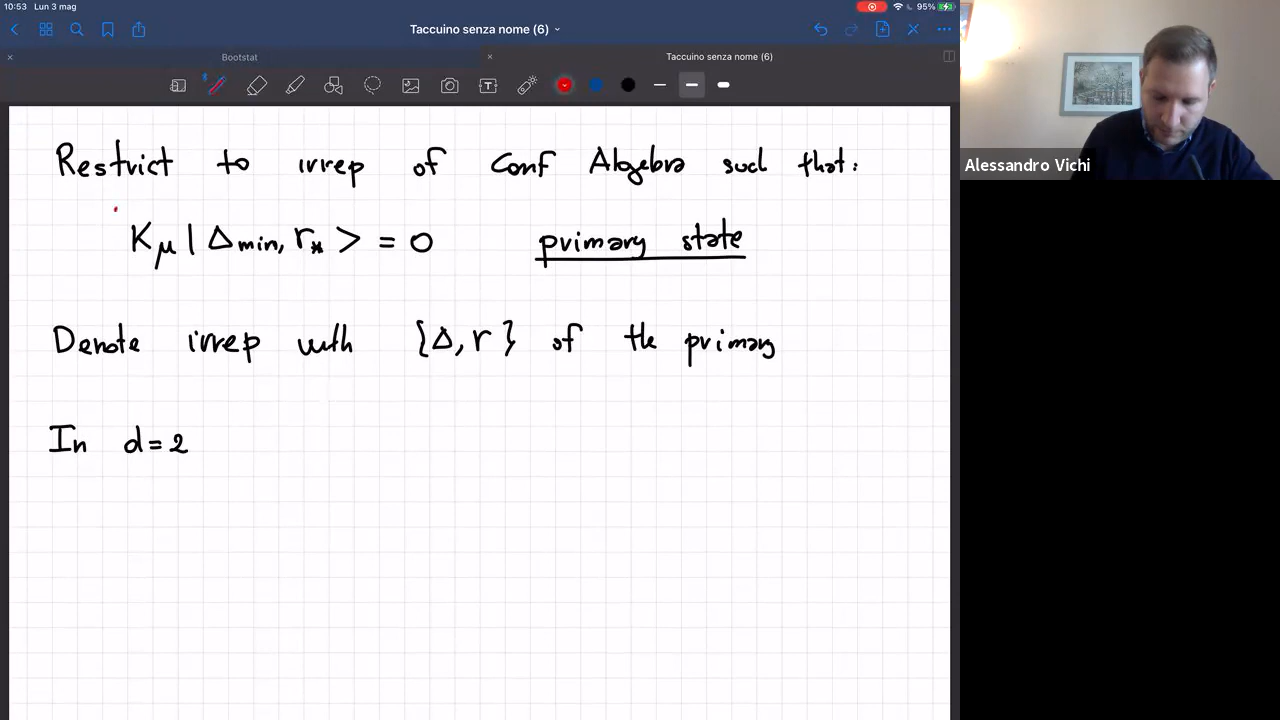 10:53 Lun 3 mag
95%
Taccuino senza nome (6)
Bootstat
Taccuino senza nome (6)
Restrict to irrep of Conf Algebra such that:
Kμ | Δmin, r* > = 0 primary state
Denote irrep with {Δ, r} of the primary
In d=2
Alessandro Vichi